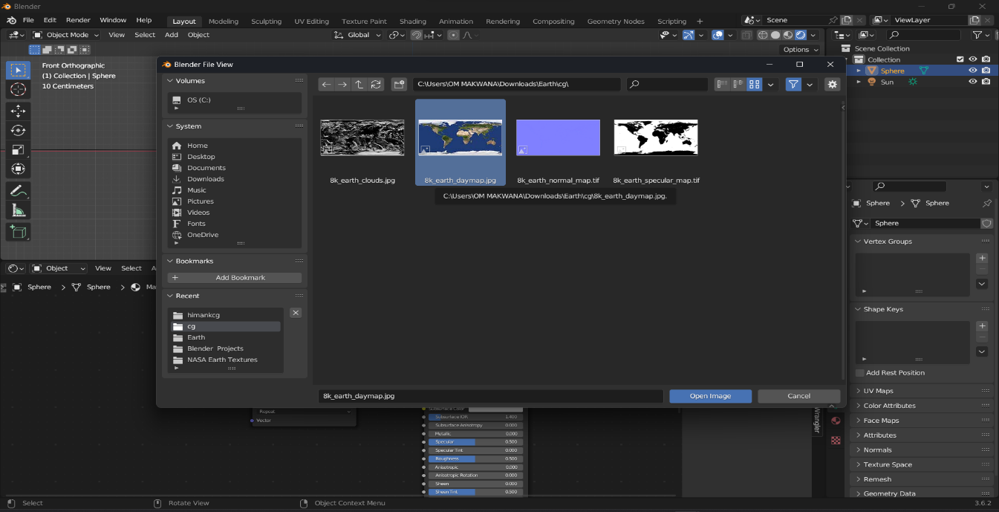 Blender
File Edit Render Window Help Layout Modeling Sculpting UV Editing Texture Paint Shading Animation Rendering Compositing Geometry Nodes Scripting + Scene ViewLayer
Object Mode View Select Add Object Global
Options
Front Orthographic
(1) Collection | Sphere
10 Centimeters
Scene Collection
Collection
Sphere
Sun
Blender File View
Volumes
OS (C:)
System
Home
Desktop
Documents
Downloads
Music
Pictures
Videos
Fonts
OneDrive
Bookmarks
Add Bookmark
Recent
himankcg
cg
Earth
Blender Projects
NASA Earth Textures
C:\Users\OM MAKWANA\Downloads\Earth\cg\
8k_earth_clouds.jpg 8k_earth_daymap.jpg 8k_earth_normal_map.tif 8k_earth_specular_map.tif
C:\Users\OM MAKWANA\Downloads\Earth\cg\8k_earth_daymap.jpg.
8k_earth_daymap.jpg Open Image Cancel
Object View Select A
Sphere > Sphere > Ma
Repeat
Vector
Subsurface Color
Subsurface IOR 1.400
Subsurface Anisotropy 0.000
Metallic 0.000
Specular 0.500
Specular Tint 0.000
Roughness 0.500
Anisotropic 0.000
Anisotropic Rotation 0.000
Sheen 0.000
Sheen Tint 0.500
Wrangler
Sphere > Sphere
Sphere
Vertex Groups
Shape Keys
Add Rest Position
UV Maps
Color Attributes
Face Maps
Attributes
Normals
Texture Space
Remesh
Geometry Data
Select Rotate View Object Context Menu 3.6.2